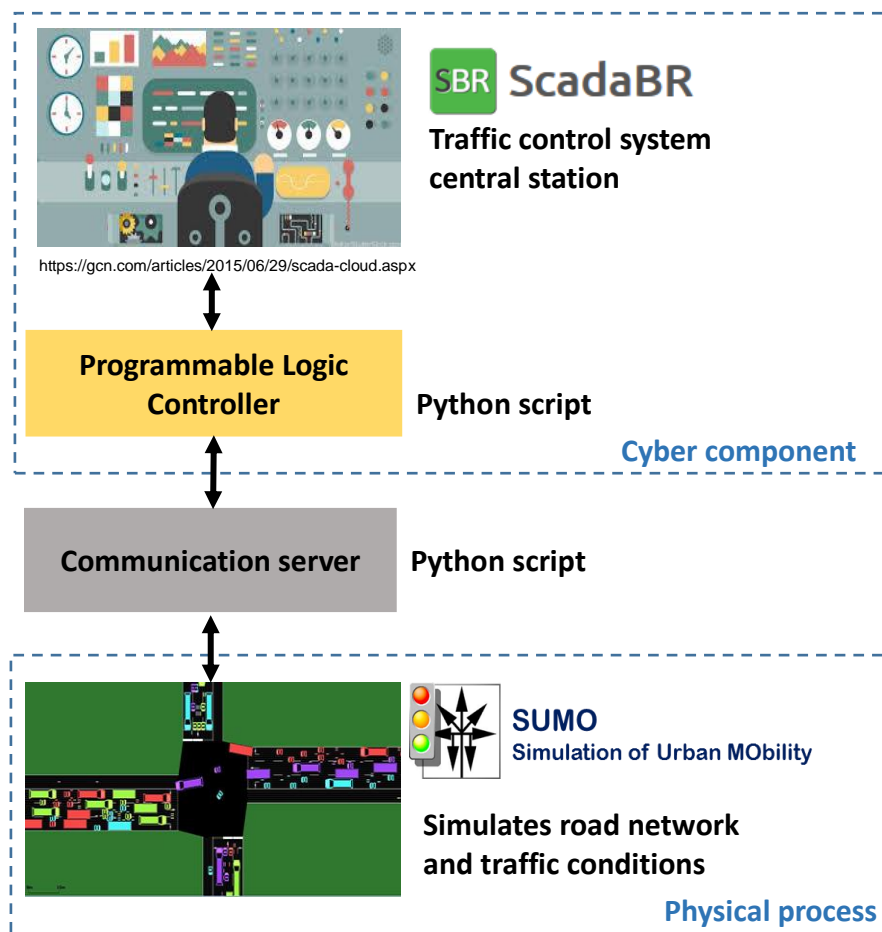 SBR ScadaBR
Traffic control system
central station
https://gcn.com/articles/2015/06/29/scada-cloud.aspx
Programmable Logic
Controller
Python script
Cyber component
Communication server
Python script
SUMO
Simulation of Urban MObility
Simulates road network
and traffic conditions
Physical process